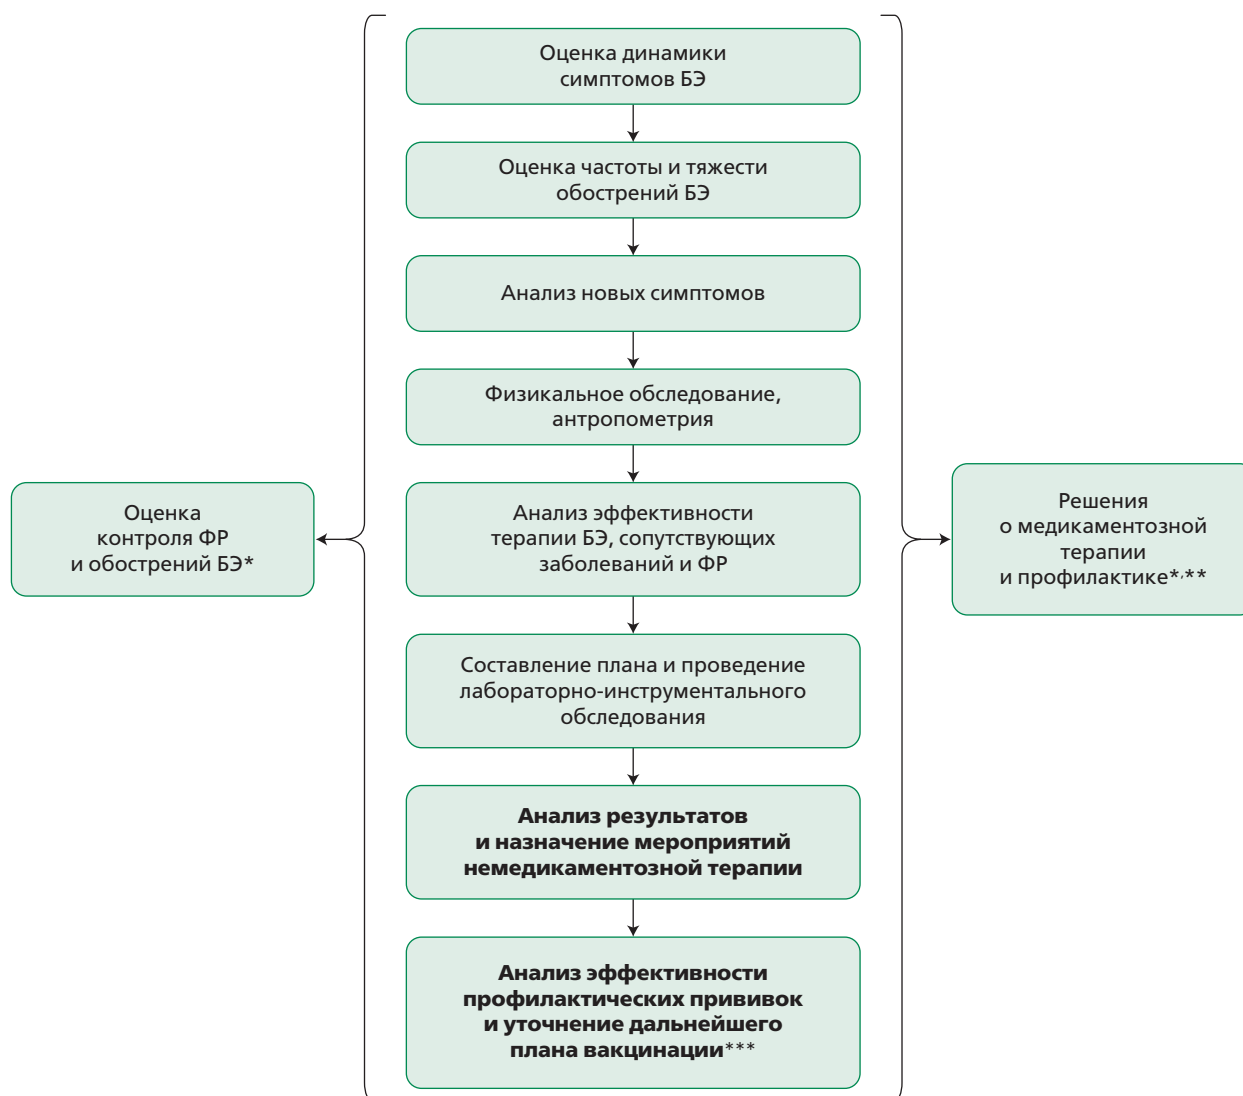 Оценка динамики
симптомов БЭ
Оценка частоты и тяжести
обострений БЭ
Анализ новых симптомов
Физикальное обследование,
антропометрия
Оценка
контроля ФР
и обострений БЭ*
Анализ эффективности
терапии БЭ, сопутствующих
заболеваний и ФР
Решения
о медикаментозной
терапии
и профилактике*,**
Составление плана и проведение
лабораторно-инструментального
обследования
Анализ результатов
и назначение мероприятий
немедикаментозной терапии
Анализ эффективности
профилактических прививок
и уточнение дальнейшего
плана вакцинации***